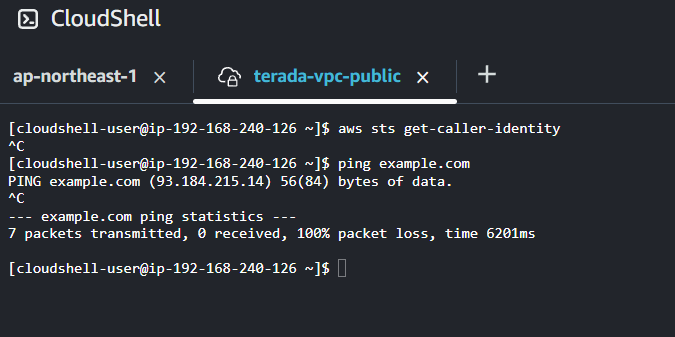 CloudShell
ap-northeast-1 × terada-vpc-public × +
[cloudshell-user@ip-192-168-240-126 ~]$ aws sts get-caller-identity
^C
[cloudshell-user@ip-192-168-240-126 ~]$ ping example.com
PING example.com (93.184.215.14) 56(84) bytes of data.
^C
--- example.com ping statistics ---
7 packets transmitted, 0 received, 100% packet loss, time 6201ms
[cloudshell-user@ip-192-168-240-126 ~]$